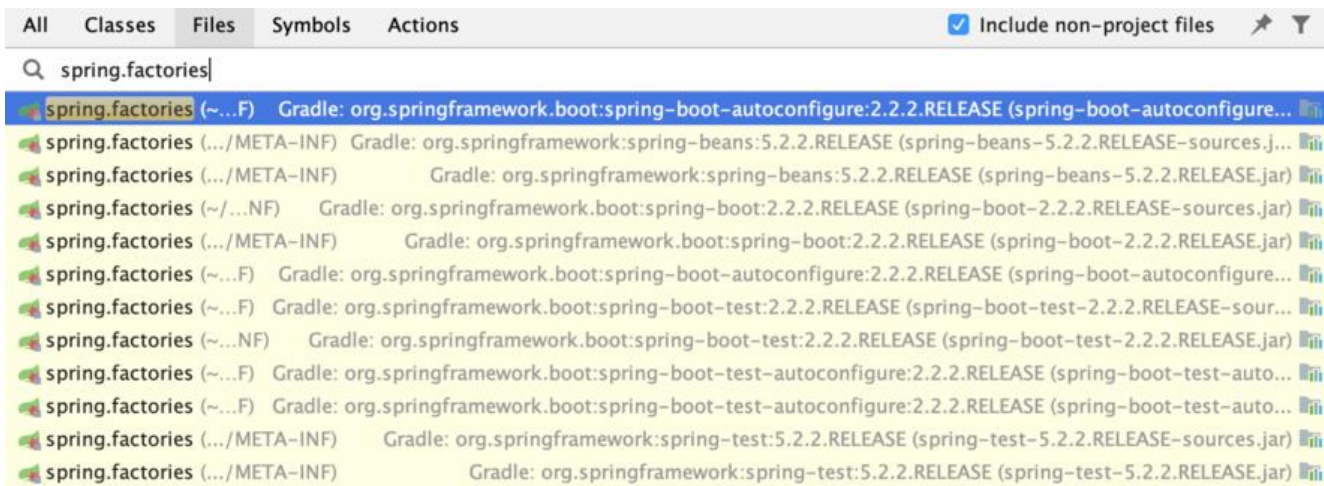 All Classes Files Symbols Actions Include non-project files
spring.factories
spring.factories (~...F) Gradle: org.springframework.boot:spring-boot-autoconfigure:2.2.2.RELEASE (spring-boot-autoconfigure...
spring.factories (.../META-INF) Gradle: org.springframework:spring-beans:5.2.2.RELEASE (spring-beans-5.2.2.RELEASE-sources.j...
spring.factories (.../META-INF) Gradle: org.springframework:spring-beans:5.2.2.RELEASE (spring-beans-5.2.2.RELEASE.jar)
spring.factories (~/...NF) Gradle: org.springframework.boot:spring-boot:2.2.2.RELEASE (spring-boot-2.2.2.RELEASE-sources.jar)
spring.factories (.../META-INF) Gradle: org.springframework.boot:spring-boot:2.2.2.RELEASE (spring-boot-2.2.2.RELEASE.jar)
spring.factories (~...F) Gradle: org.springframework.boot:spring-boot-autoconfigure:2.2.2.RELEASE (spring-boot-autoconfigure...
spring.factories (~...F) Gradle: org.springframework.boot:spring-boot-test:2.2.2.RELEASE (spring-boot-test-2.2.2.RELEASE-sour...
spring.factories (~...NF) Gradle: org.springframework.boot:spring-boot-test:2.2.2.RELEASE (spring-boot-test-2.2.2.RELEASE.jar)
spring.factories (~...F) Gradle: org.springframework.boot:spring-boot-test-autoconfigure:2.2.2.RELEASE (spring-boot-test-auto...
spring.factories (~...F) Gradle: org.springframework.boot:spring-boot-test-autoconfigure:2.2.2.RELEASE (spring-boot-test-auto...
spring.factories (.../META-INF) Gradle: org.springframework:spring-test:5.2.2.RELEASE (spring-test-5.2.2.RELEASE-sources.jar)
spring.factories (.../META-INF) Gradle: org.springframework:spring-test:5.2.2.RELEASE (spring-test-5.2.2.RELEASE.jar)